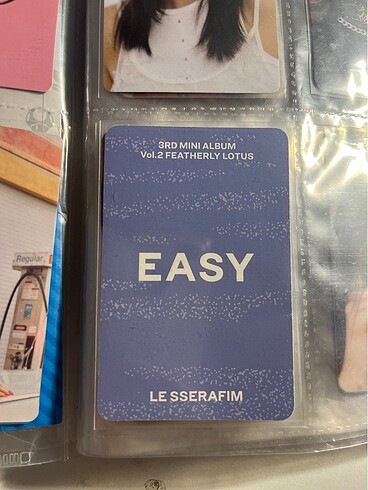 3RD MINI ALBUM
Vol.2 FEATHERLY LOTUS
Regular
EASY
LE SSERAFIM